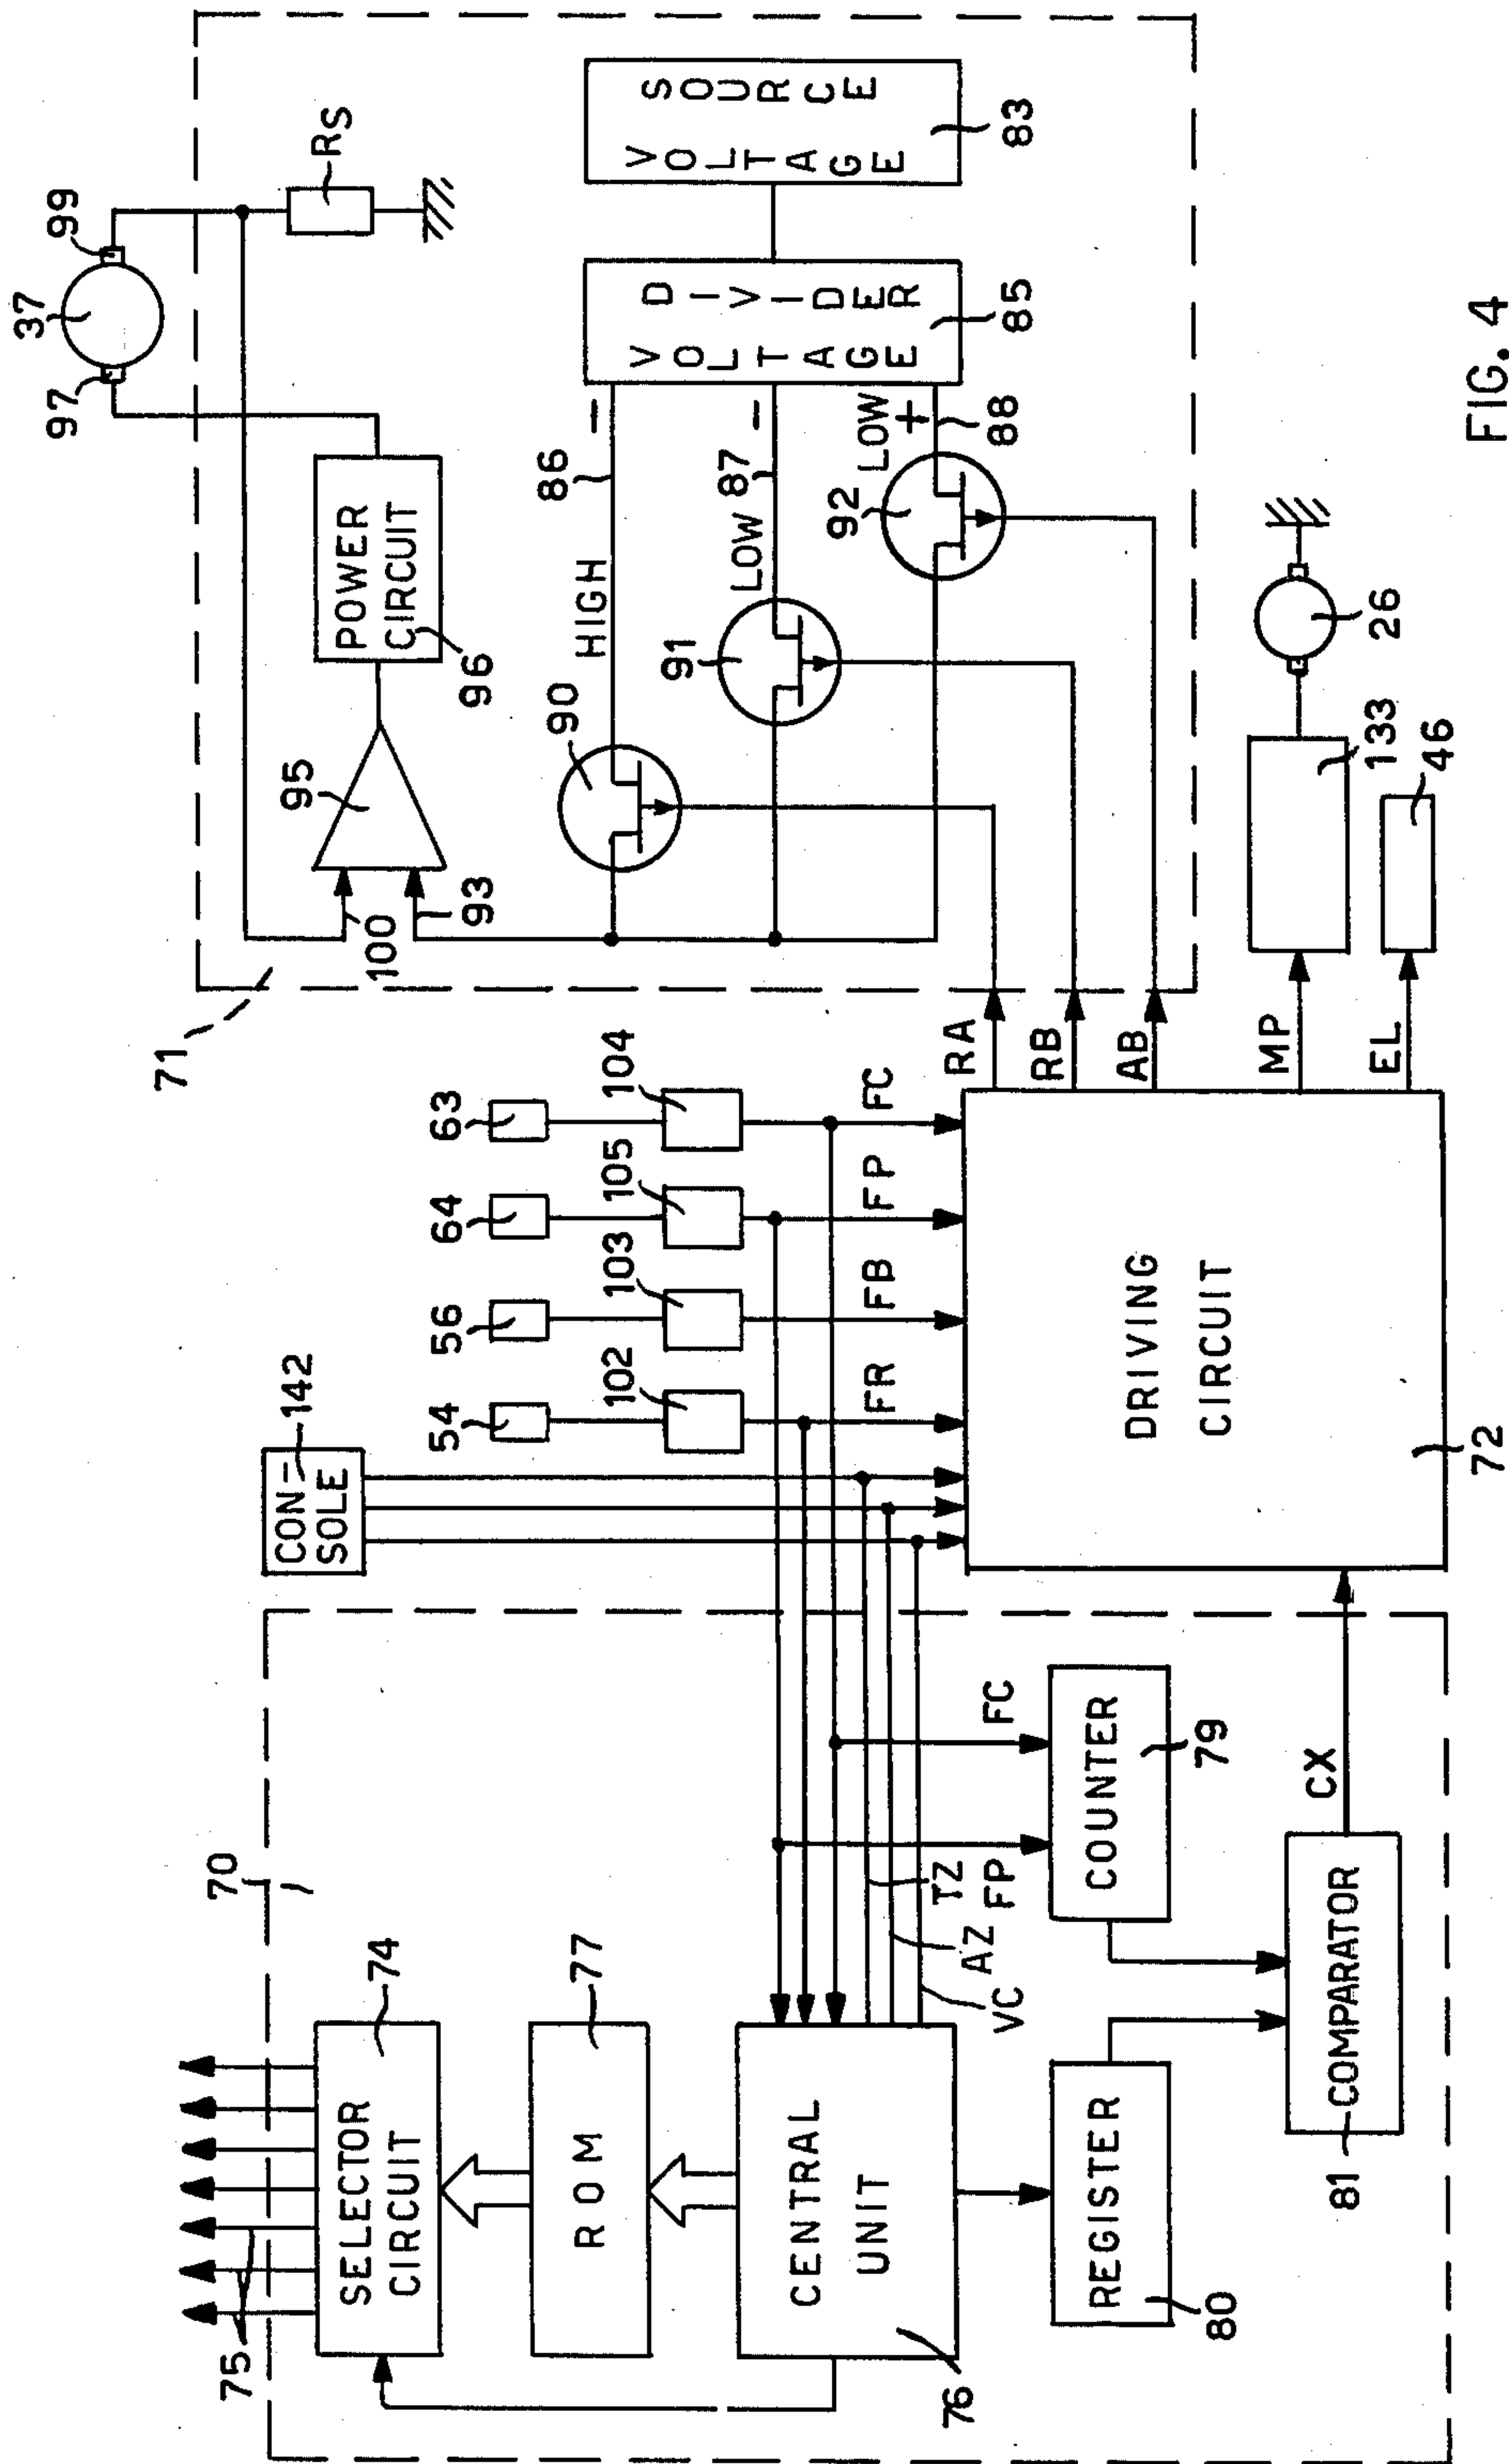 FIG. 4
70
75
SELECTOR
CIRCUIT
74
ROM
77
CENTRAL
UNIT
76
REGISTER
80
COUNTER
79
81
COMPARATOR
CX
FC
FP
TZ
AZ
VC
CON=
SOLE
142
54
56
64
63
102
103
105
104
FR
FB
FP
FC
DRIVING
CIRCUIT
72
RA
RB
AB
MP
EL
133
46
26
71
100
93
95
POWER
CIRCUIT
96
97
37
99
RS
90
HIGH
86
-
91
LOW
87
-
92
LOW
+
88
VOLTAGE
DIVIDER
85
VOLTAGE
SOURCE
83